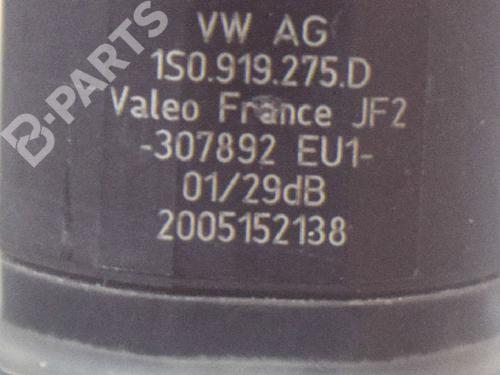 B-PARTS
VW AG
1S0.919.275.D
Valeo France JF2
-307892 EU1-
01/29dB
2005152138